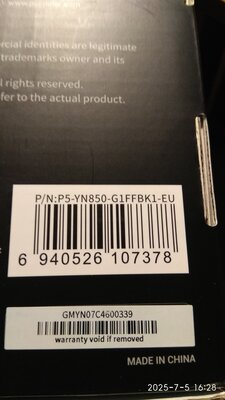 rcial identities are legitimate
trademarks owner and its
l rights reserved.
fer to the actual product.
P/N:P5-YN850-G1FFBK1-EU
6 940526 107378
GMYN07C4600339
warranty void if removed
MADE IN CHINA
2025-7-5 16:28